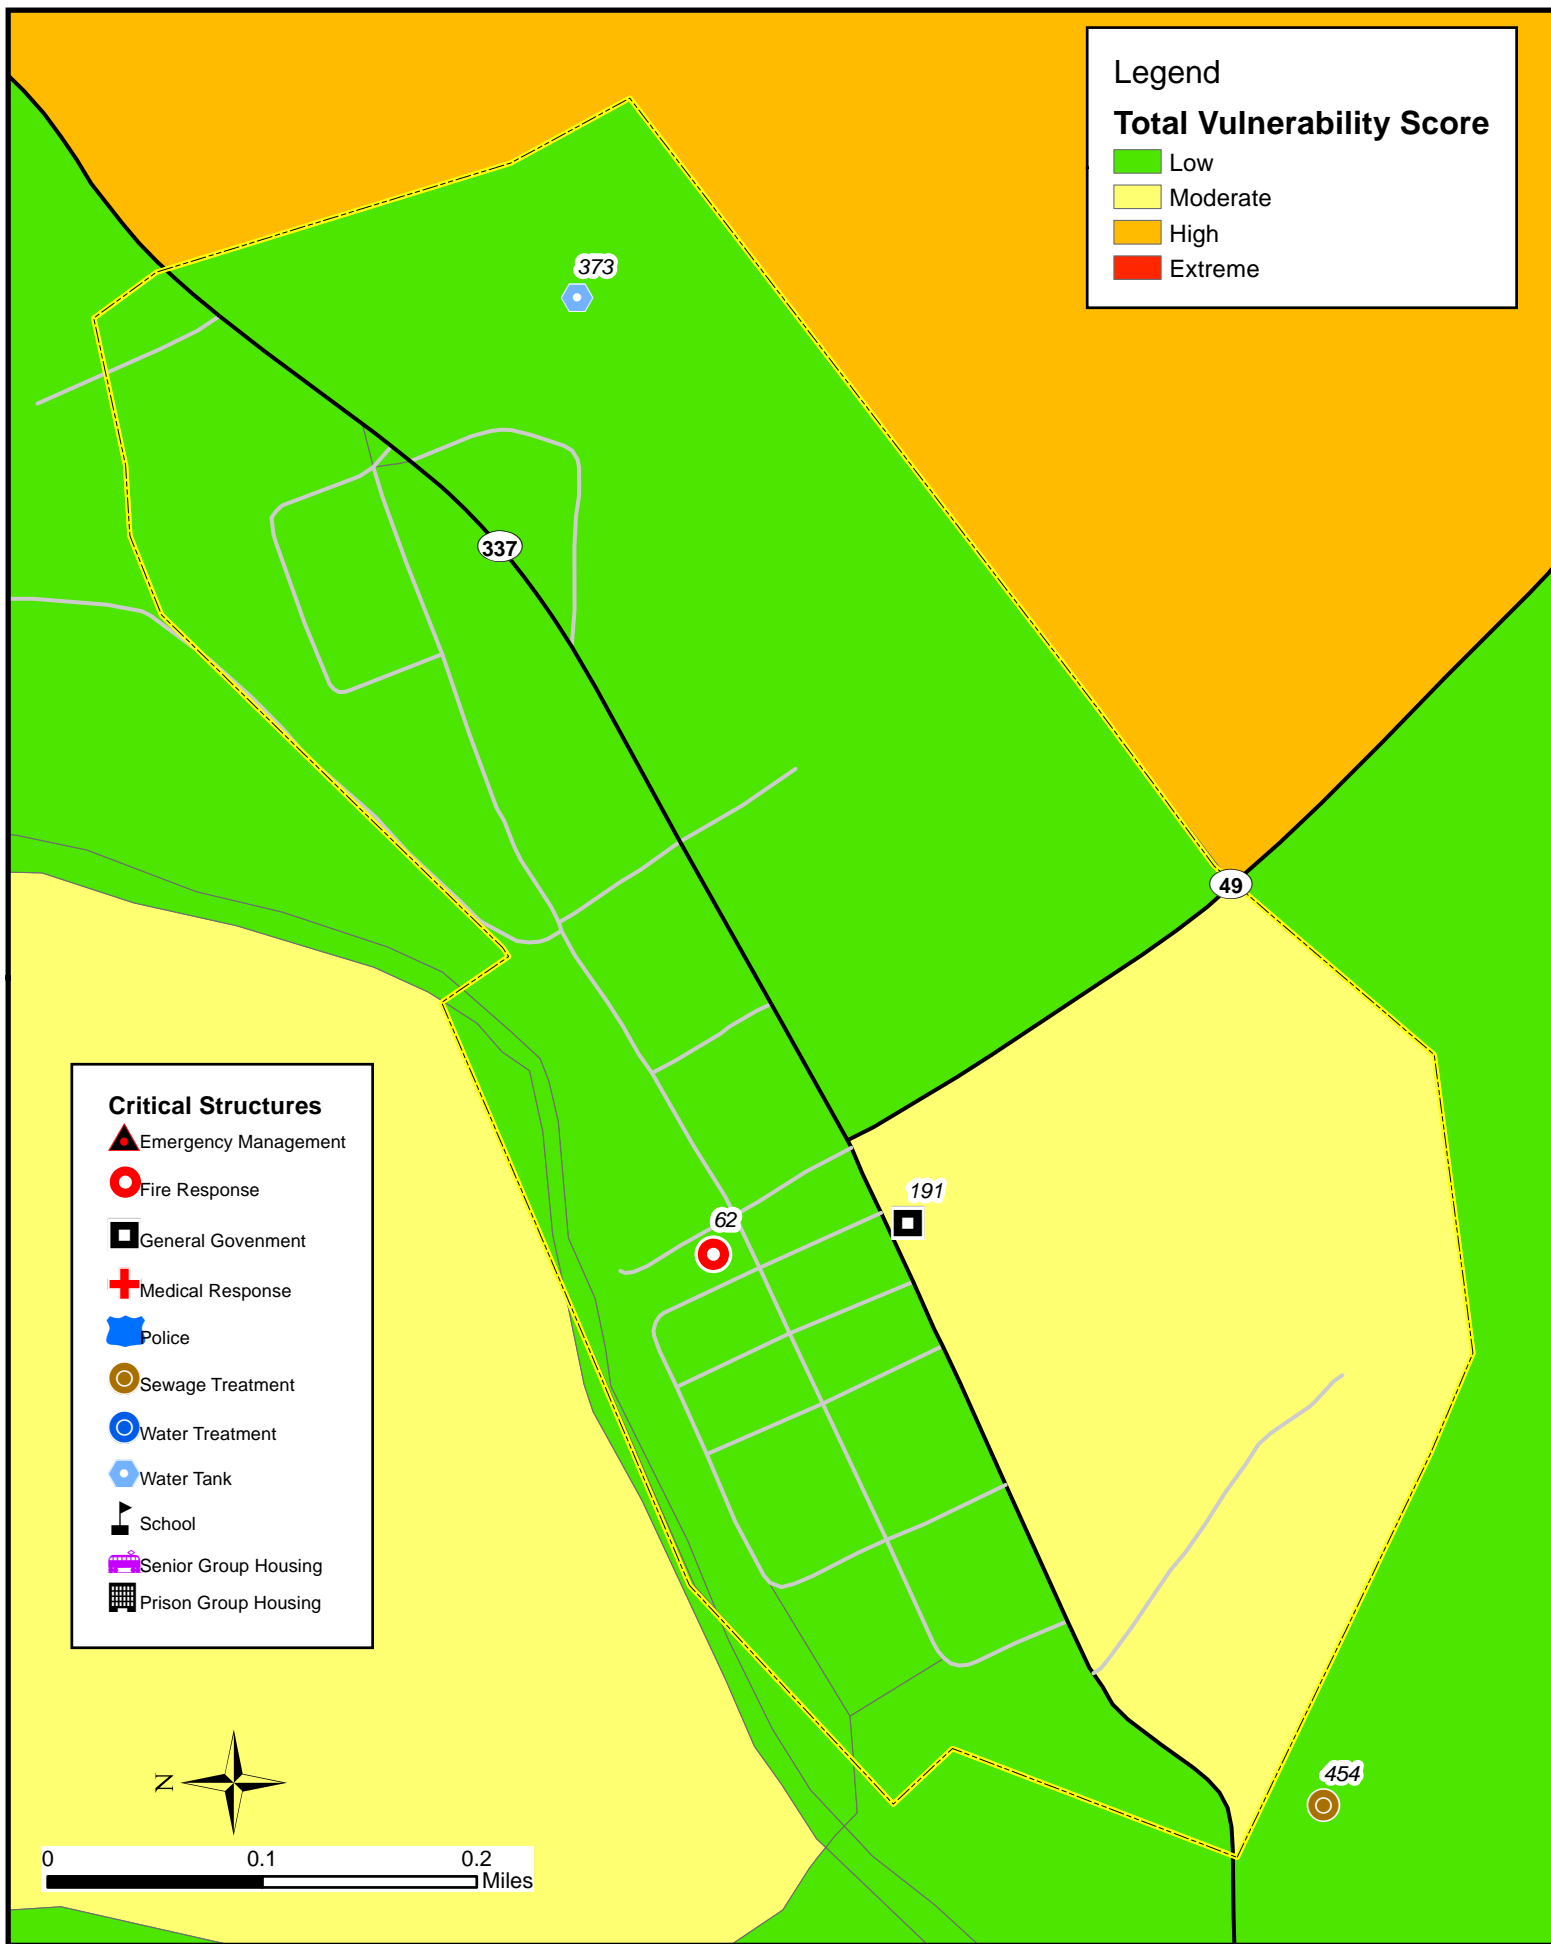 Legend
Total Vulnerability Score
Low
Moderate
High
Extreme
373
337
49
191
62
Critical Structures
Emergency Management
Fire Response
General Govenment
Medical Response
Police
Sewage Treatment
Water Treatment
Water Tank
School
Senior Group Housing
Prison Group Housing
454
N
0 0.1 0.2
Miles